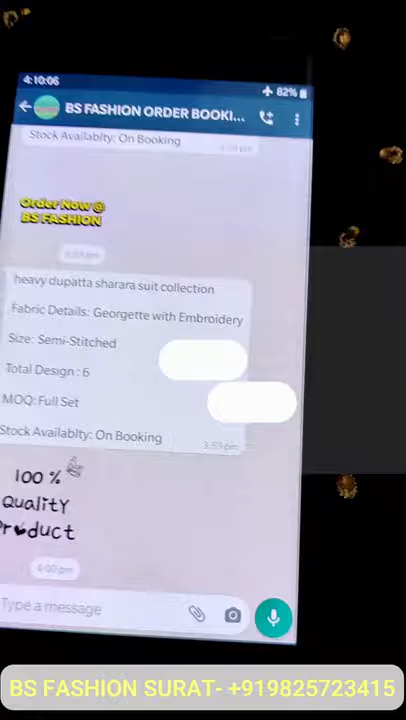 4:10:06
82%
BS FASHION ORDER BOOKI...
Stock Availablty: On Booking
Order Now @
BS FASHION
heavy dupatta sharara suit collection
Fabric Details: Georgette with Embroidery
Size: Semi-Stitched
Total Design : 6
MOQ:Full Set
Stock Availablty: On Booking
3:59 pm
100 %
Quality
Product
4:00 pm
Type a message
BS FASHION SURAT- +919825723415